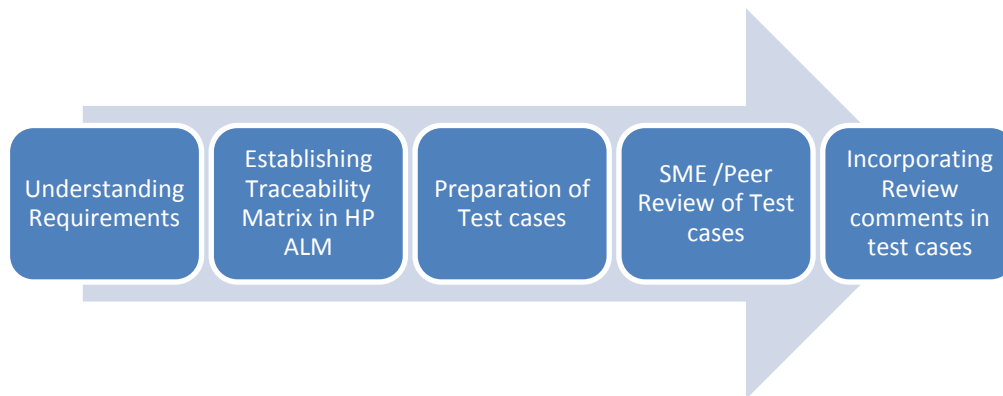 Understanding
Requirements
Establishing
Traceability
Matrix in HP
ALM
Preparation of
Test cases
SME /Peer
Review of Test
cases
Incorporating
Review
comments in
test cases